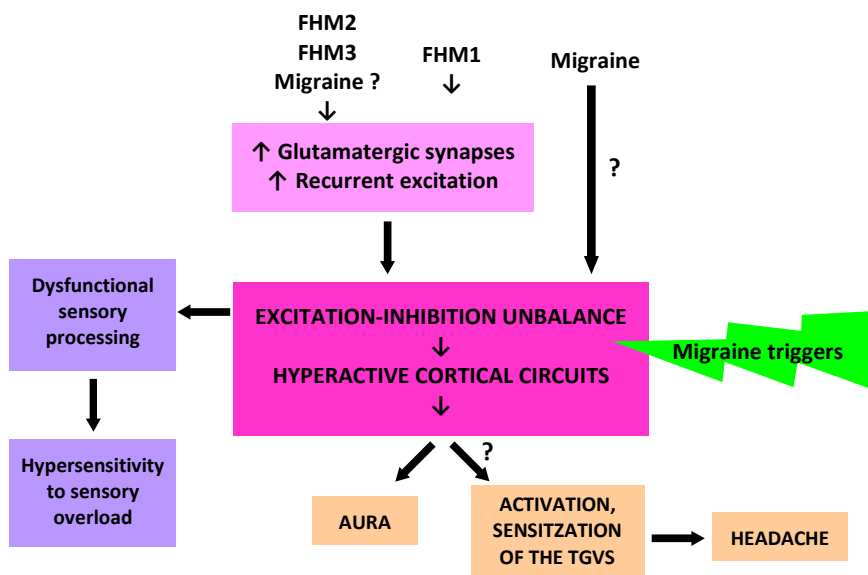 FHM2
FHM3
Migraine ?
↓
FHM1
↓
Migraine
?
↑ Glutamatergic synapses
↑ Recurrent excitation
Dysfunctional
sensory
processing
Hypersensitivity
to sensory
overload
EXCITATION-INHIBITION UNBALANCE
↓
HYPERACTIVE CORTICAL CIRCUITS
↓
Migraine triggers
?
AURA
ACTIVATION,
SENSITZATION
OF THE TGVS
HEADACHE